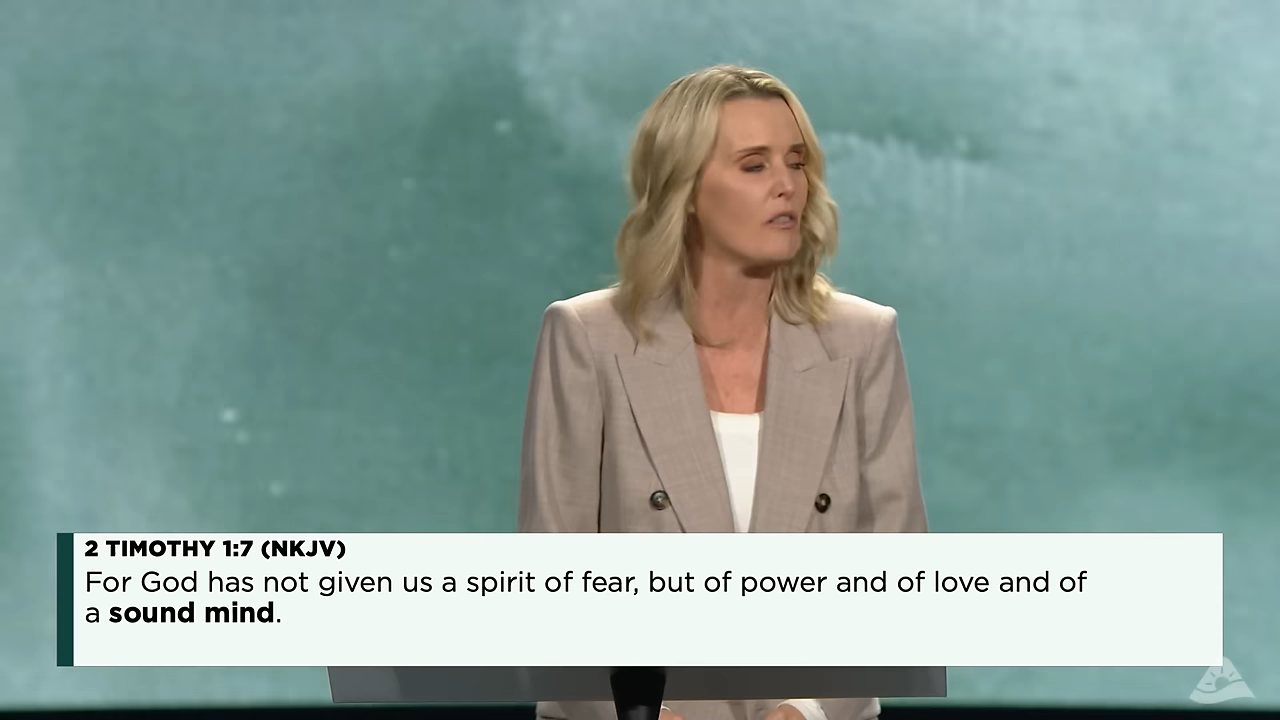 2 TIMOTHY 1:7 (NKJV)
For God has not given us a spirit of fear, but of power and of love and of
a sound mind.